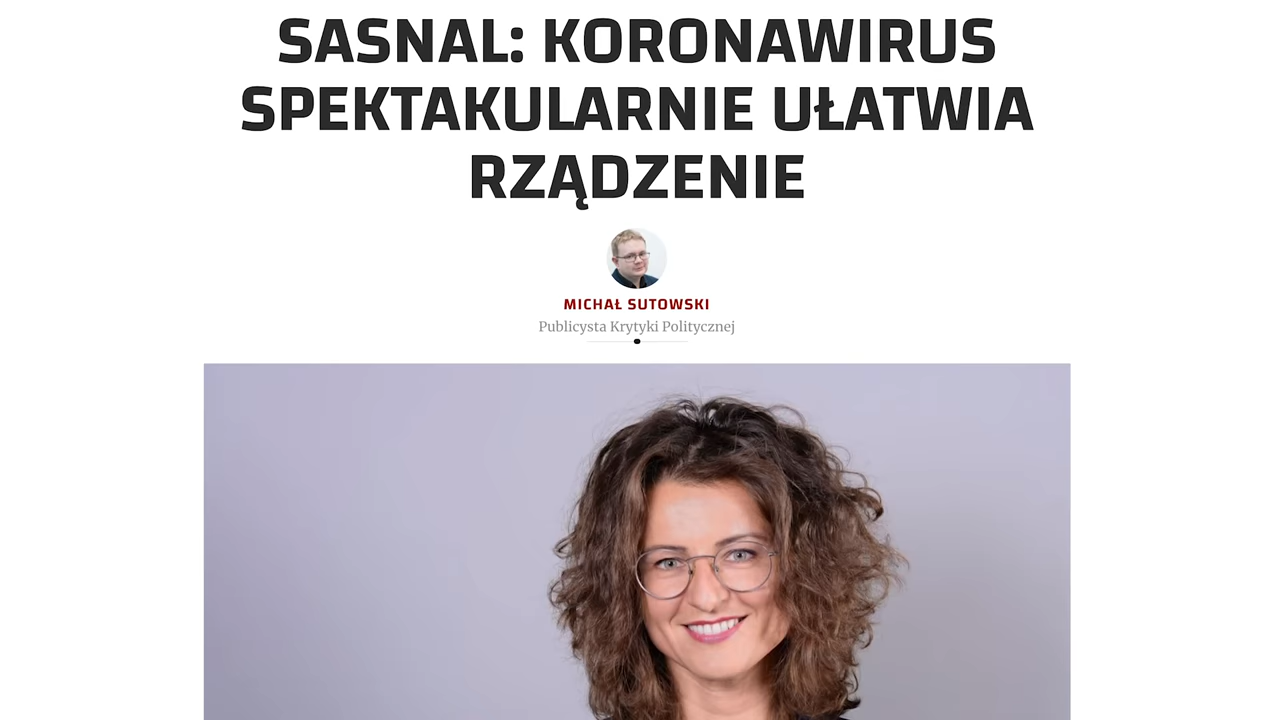 SASNAL: KORONAWIRUS
SPEKTAKULARNIE UŁATWIA
RZĄDZENIE
MICHAŁ SUTOWSKI
Publicysta Krytyki Politycznej